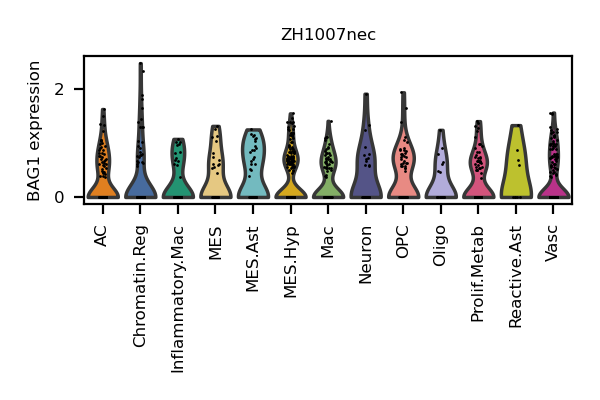 ZH1007nec
BAG1 expression
2
0
AC
Chromatin.Reg
Inflammatory.Mac
MES
MES.Ast
MES.Hyp
Mac
Neuron
OPC
Oligo
Prolif.Metab
Reactive.Ast
Vasc